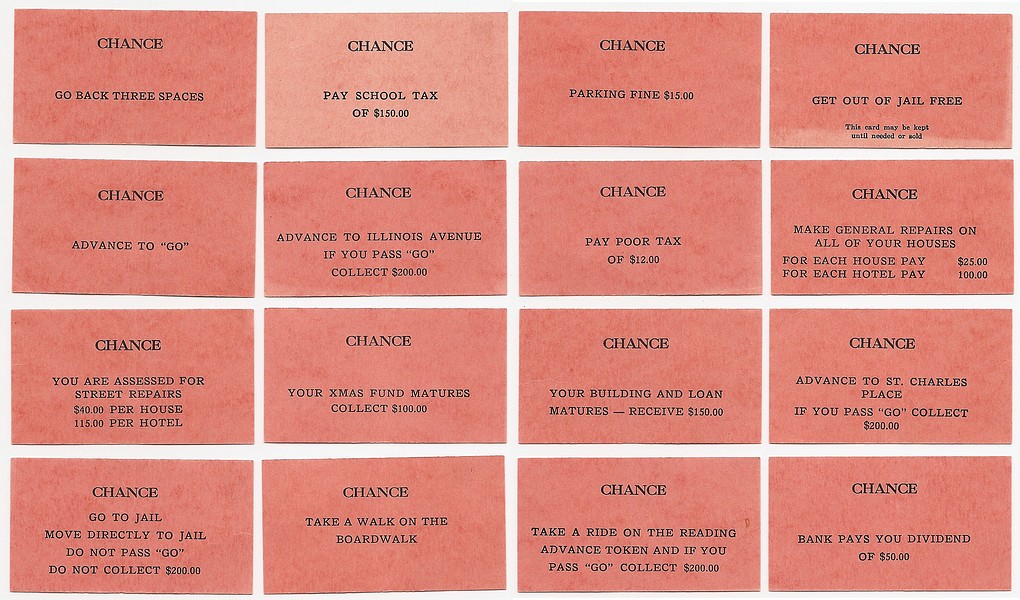 CHANCE
GO BACK THREE SPACES
CHANCE
PAY SCHOOL TAX
OF $150.00
CHANCE
PARKING FINE $15.00
CHANCE
GET OUT OF JAIL FREE
This card may be kept
until needed or sold
CHANCE
ADVANCE TO "GO"
CHANCE
ADVANCE TO ILLINOIS AVENUE
IF YOU PASS "GO"
COLLECT $200.00
CHANCE
PAY POOR TAX
OF $12.00
CHANCE
MAKE GENERAL REPAIRS ON
ALL OF YOUR HOUSES
FOR EACH HOUSE PAY $25.00
FOR EACH HOTEL PAY 100.00
CHANCE
YOU ARE ASSESSED FOR
STREET REPAIRS
$40.00 PER HOUSE
115.00 PER HOTEL
CHANCE
YOUR XMAS FUND MATURES
COLLECT $100.00
CHANCE
YOUR BUILDING AND LOAN
MATURES — RECEIVE $150.00
CHANCE
ADVANCE TO ST. CHARLES
PLACE
IF YOU PASS "GO" COLLECT
$200.00
CHANCE
GO TO JAIL
MOVE DIRECTLY TO JAIL
DO NOT PASS "GO"
DO NOT COLLECT $200.00
CHANCE
TAKE A WALK ON THE
BOARDWALK
CHANCE
TAKE A RIDE ON THE READING
ADVANCE TOKEN AND IF YOU
PASS "GO" COLLECT $200.00
CHANCE
BANK PAYS YOU DIVIDEND
OF $50.00